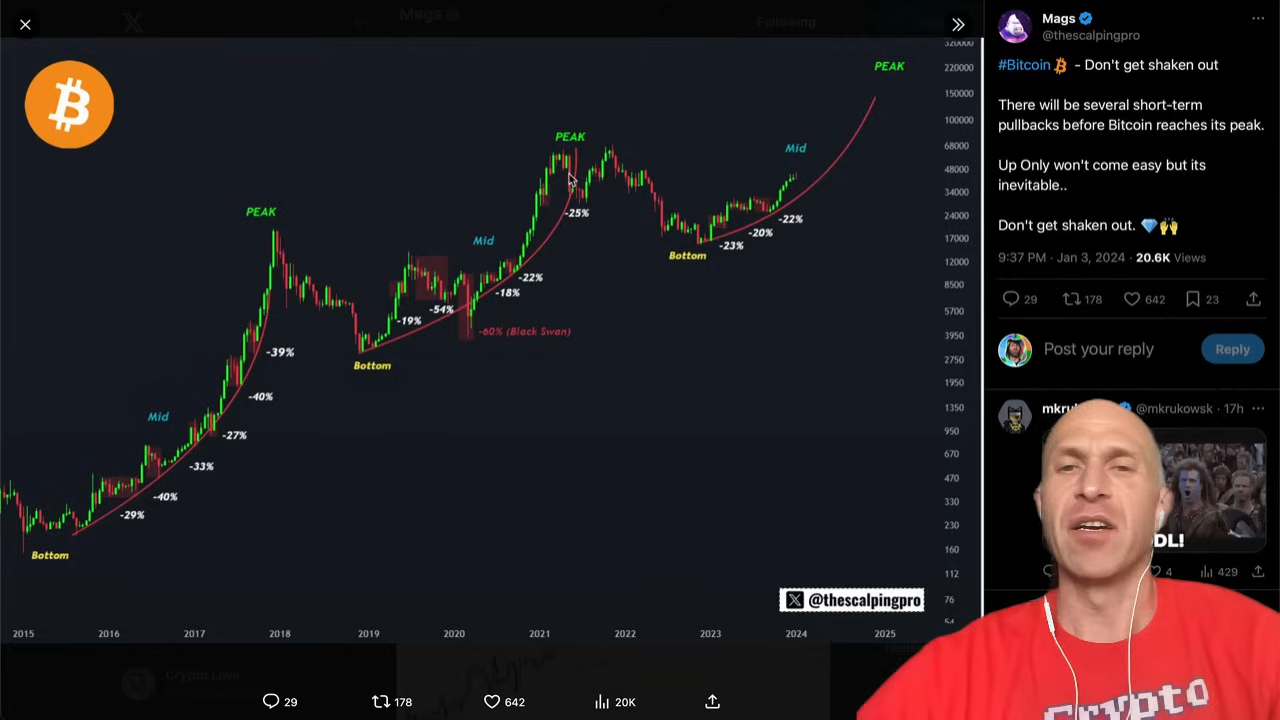 Mags
Following
320000
220000
150000
100000
68000
48000
34000
24000
17000
12000
8500
5700
3950
2750
1950
1350
950
670
470
330
230
160
112
76
54
PEAK
PEAK
PEAK
Mid
Mid
Mid
Bottom
Bottom
Bottom
-29%
-40%
-33%
-27%
-40%
-39%
-19%
-54%
-60% (Black Swan)
-18%
-22%
-25%
-23%
-20%
-22%
X @thescalpingpro
2015
2016
2017
2018
2019
2020
2021
2022
2023
2024
2025
Crypto Love
29
178
642
20K
Mags
@thescalpingpro
#Bitcoin - Don't get shaken out
There will be several short-term
pullbacks before Bitcoin reaches its peak.
Up Only won't come easy but its
inevitable..
Don't get shaken out. 💎🙌
9:37 PM · Jan 3, 2024 · 20.6K Views
29
178
642
23
Post your reply
Reply
@mkrukowsk · 17h
4
429
Crypto